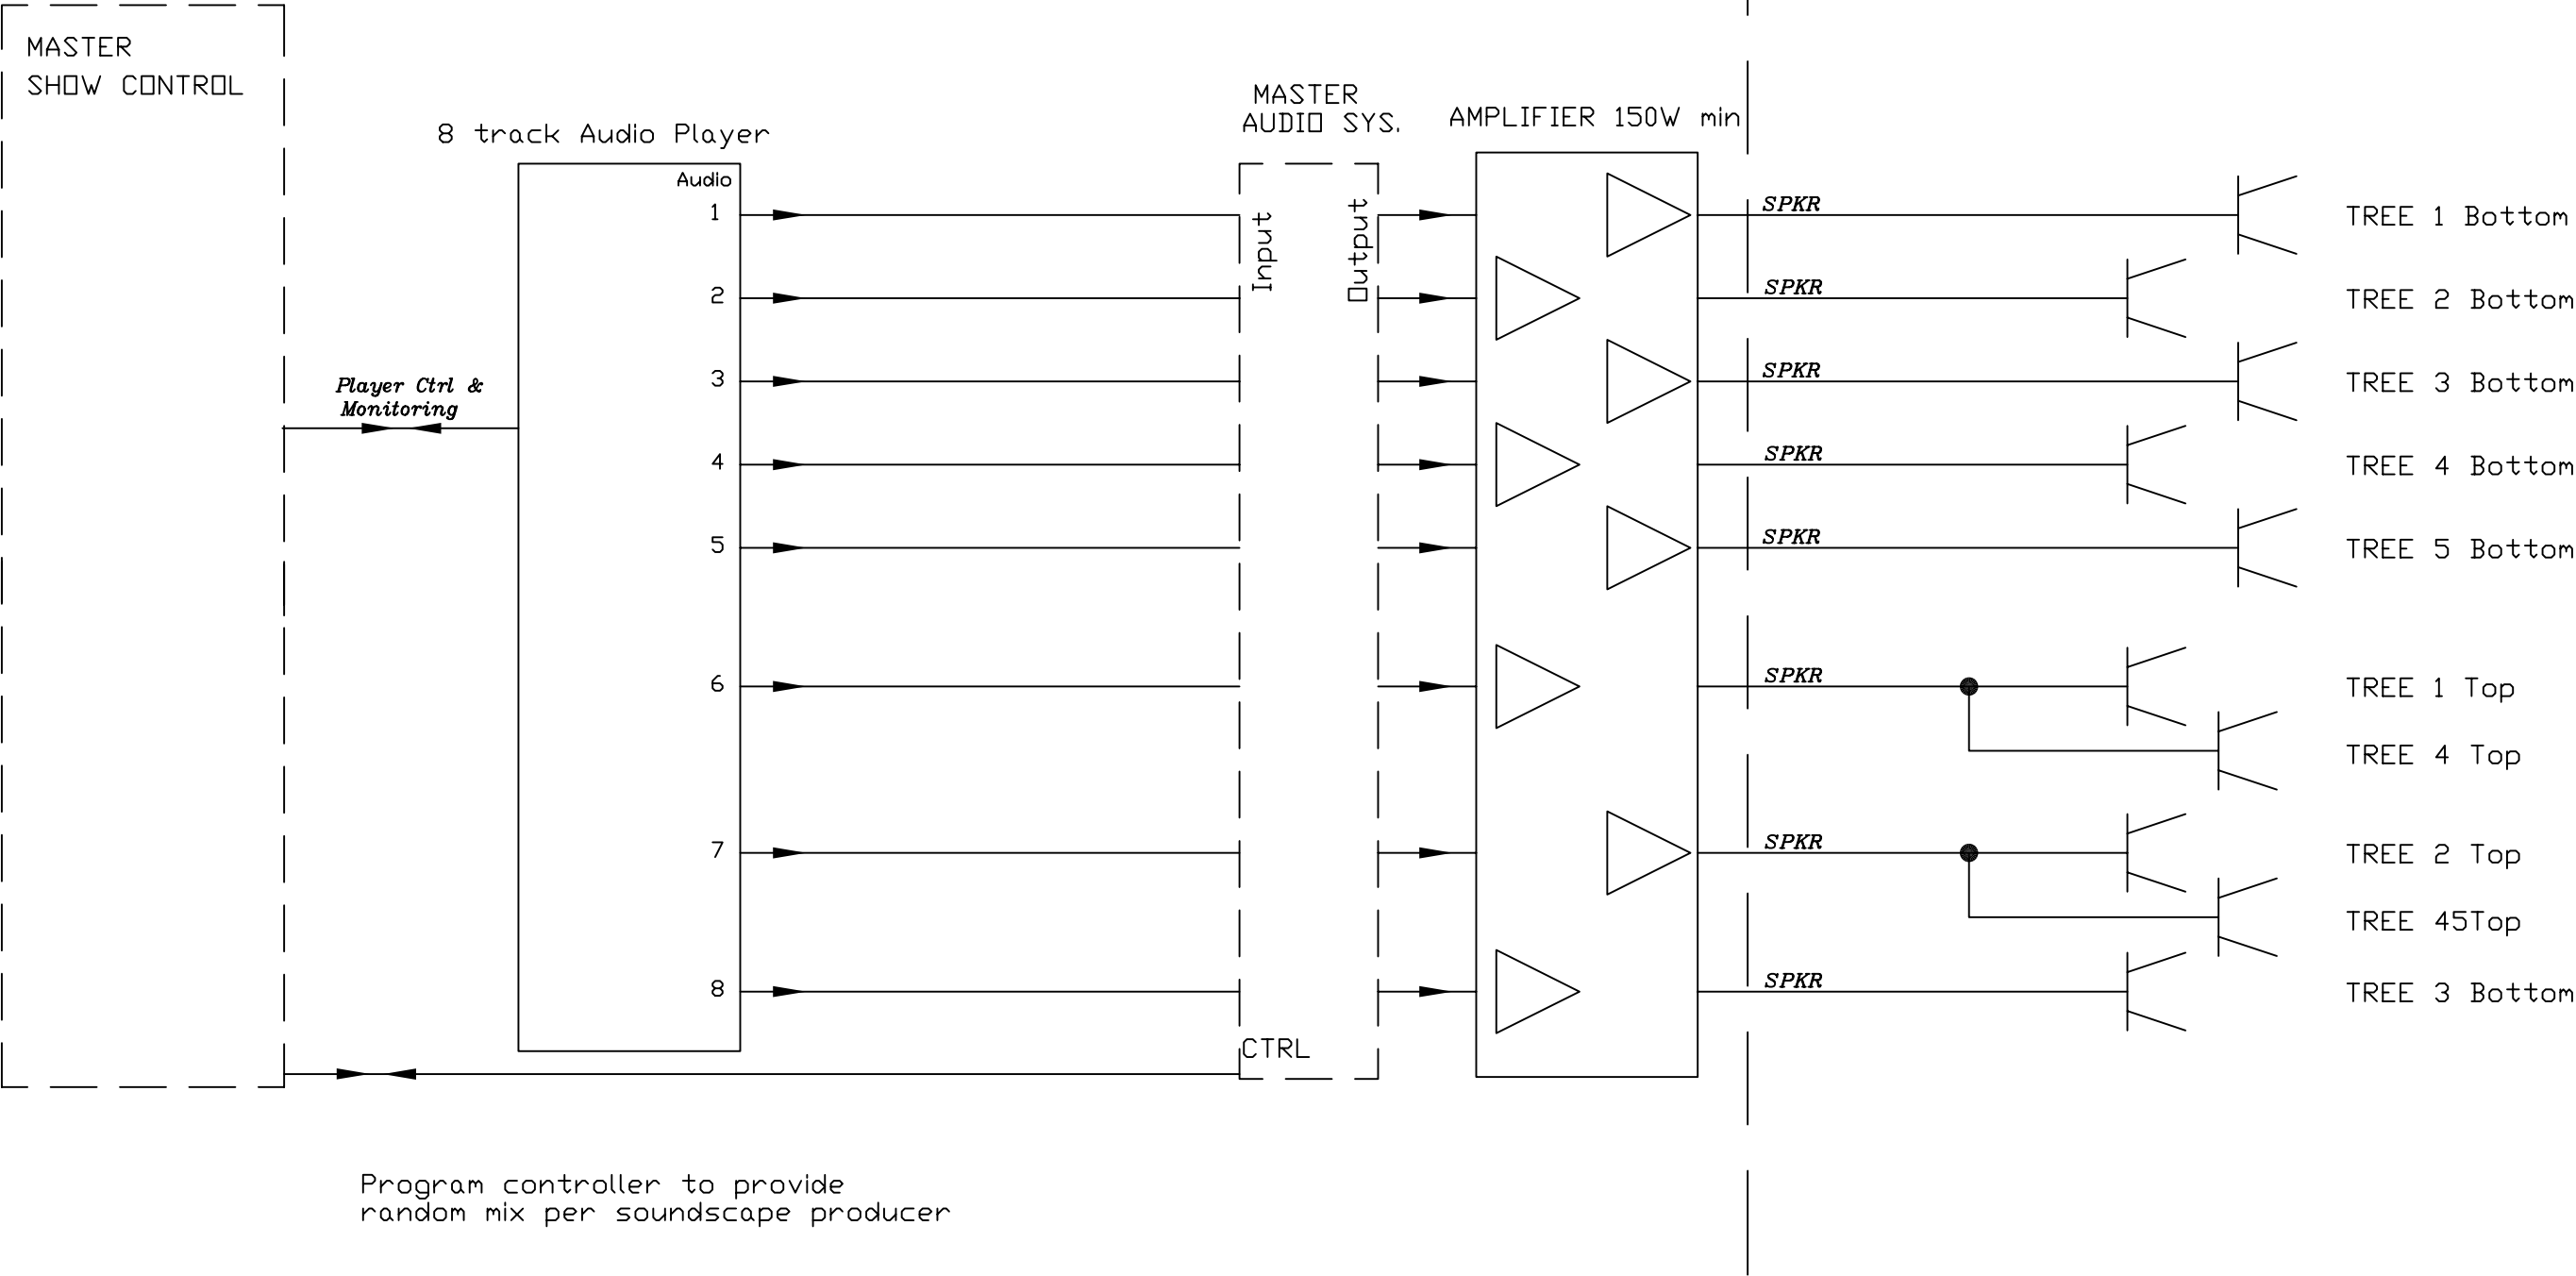 MASTER
SHOW CONTROL
8 track Audio Player
MASTER
AUDIO SYS.
AMPLIFIER 150W min
Audio
1
2
3
4
5
6
7
8
Player Ctrl &
Monitoring
Input
Output
CTRL
SPKR
SPKR
SPKR
SPKR
SPKR
SPKR
SPKR
SPKR
TREE 1 Bottom
TREE 2 Bottom
TREE 3 Bottom
TREE 4 Bottom
TREE 5 Bottom
TREE 1 Top
TREE 4 Top
TREE 2 Top
TREE 45Top
TREE 3 Bottom
Program controller to provide
random mix per soundscape producer